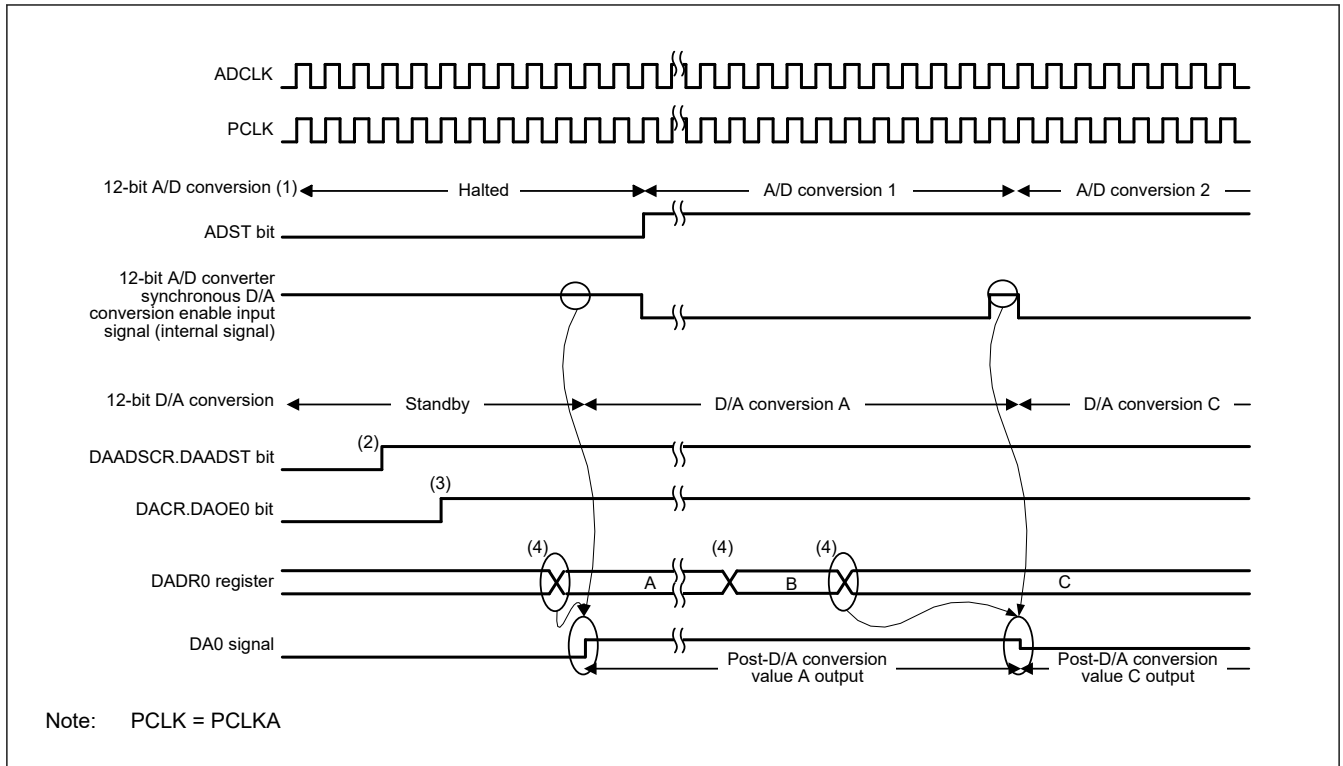 ADCLK
PCLK
12-bit A/D conversion (1)
Halted
A/D conversion 1
A/D conversion 2
ADST bit
12-bit A/D converter
synchronous D/A
conversion enable input
signal (internal signal)
12-bit D/A conversion
Standby
D/A conversion A
D/A conversion C
DAADSCR.DAADST bit
(2)
DACR.DAOE0 bit
(3)
DADR0 register
(4)
A
(4)
B
(4)
C
DA0 signal
Post-D/A conversion
value A output
Post-D/A conversion
value C output
Note: PCLK = PCLKA